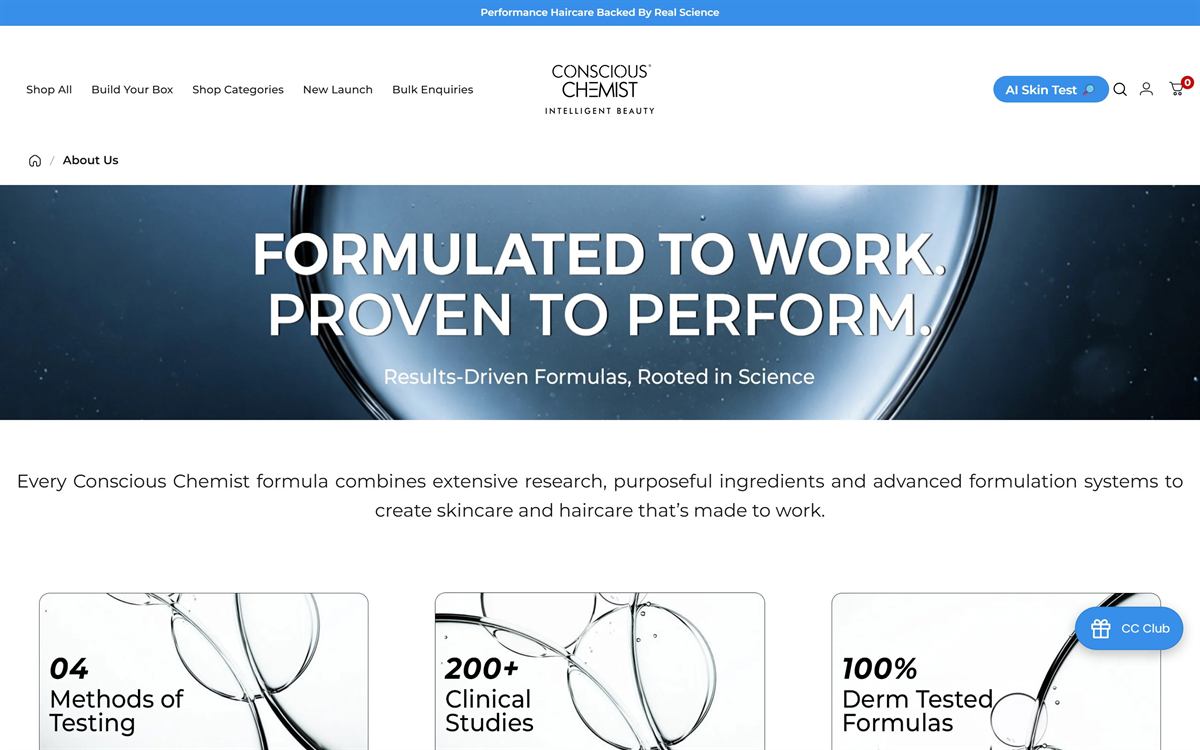 Performance Haircare Backed By Real Science
Shop All
Build Your Box
Shop Categories
New Launch
Bulk Enquiries
CONSCIOUS
CHEMIST
INTELLIGENT BEAUTY
AI Skin Test
0
/ About Us
FORMULATED TO WORK.
PROVEN TO PERFORM.
Results-Driven Formulas, Rooted in Science
Every Conscious Chemist formula combines extensive research, purposeful ingredients and advanced formulation systems to
create skincare and haircare that’s made to work.
04
Methods of
Testing
200+
Clinical
Studies
100%
Derm Tested
Formulas
CC Club